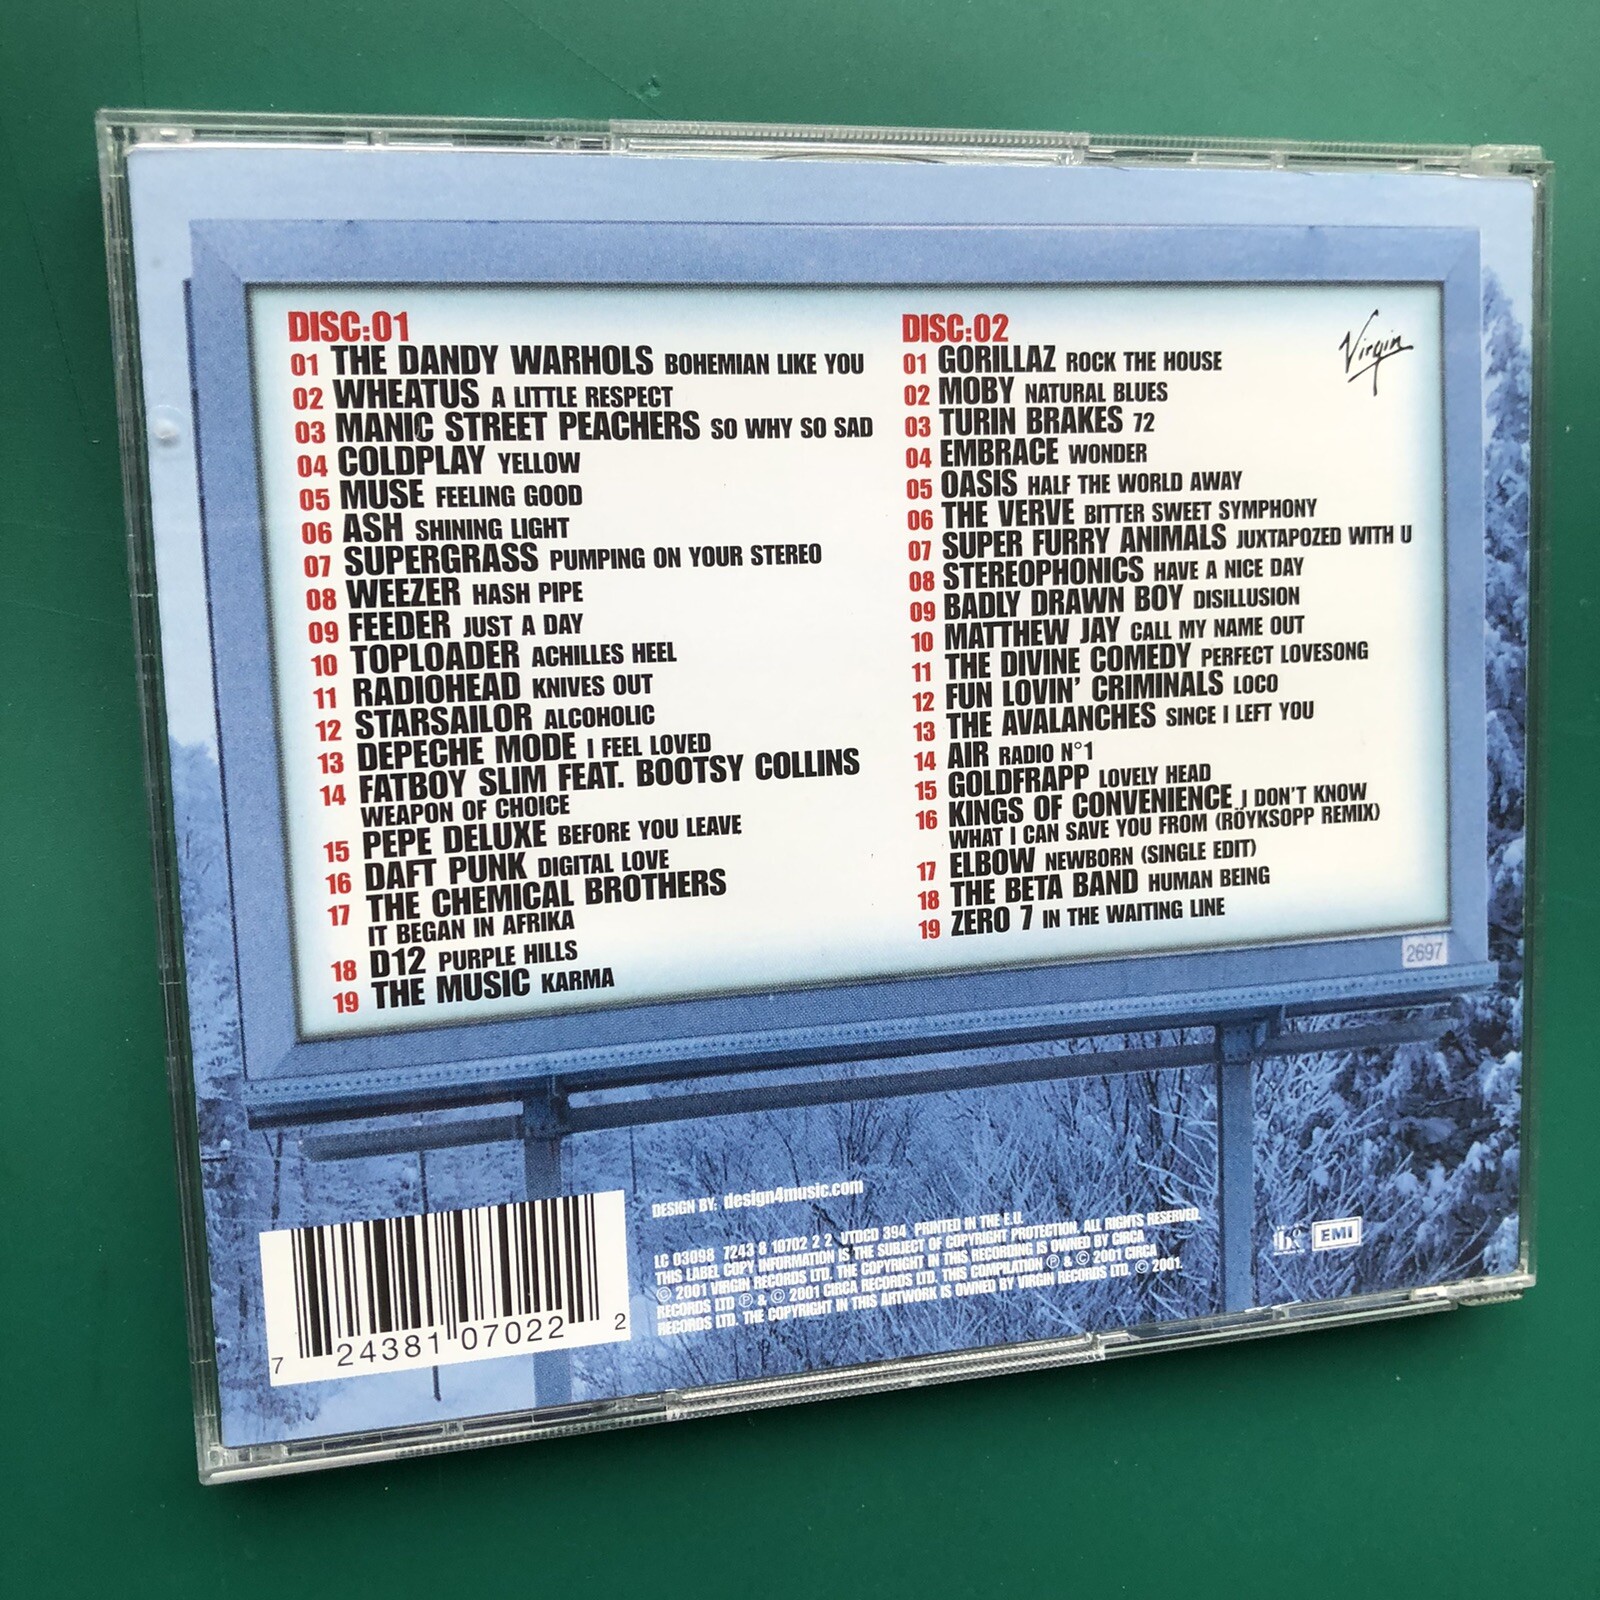 DISC:01
01 THE DANDY WARHOLS BOHEMIAN LIKE YOU
02 WHEATUS A LITTLE RESPECT
03 MANIC STREET PEACHERS SO WHY SO SAD
04 COLDPLAY YELLOW
05 MUSE FEELING GOOD
06 ASH SHINING LIGHT
07 SUPERGRASS PUMPING ON YOUR STEREO
08 WEEZER HASH PIPE
09 FEEDER JUST A DAY
10 TOPLOADER ACHILLES HEEL
11 RADIOHEAD KNIVES OUT
12 STARSAILOR ALCOHOLIC
13 DEPECHE MODE I FEEL LOVED
14 FATBOY SLIM FEAT. BOOTSY COLLINS
WEAPON OF CHOICE
15 PEPE DELUXE BEFORE YOU LEAVE
16 DAFT PUNK DIGITAL LOVE
17 THE CHEMICAL BROTHERS
IT BEGAN IN AFRIKA
18 D12 PURPLE HILLS
19 THE MUSIC KARMA
DISC:02
01 GORILLAZ ROCK THE HOUSE
02 MOBY NATURAL BLUES
03 TURIN BRAKES 72
04 EMBRACE WONDER
05 OASIS HALF THE WORLD AWAY
06 THE VERVE BITTER SWEET SYMPHONY
07 SUPER FURRY ANIMALS JUXTAPOZED WITH U
08 STEREOPHONICS HAVE A NICE DAY
09 BADLY DRAWN BOY DISILLUSION
10 MATTHEW JAY CALL MY NAME OUT
11 THE DIVINE COMEDY PERFECT LOVESONG
12 FUN LOVIN' CRIMINALS LOCO
13 THE AVALANCHES SINCE I LEFT YOU
14 AIR RADIO N°1
15 GOLDFRAPP LOVELY HEAD
16 KINGS OF CONVENIENCE I DON'T KNOW
WHAT I CAN SAVE YOU FROM (RÖYKSOPP REMIX)
17 ELBOW NEWBORN (SINGLE EDIT)
18 THE BETA BAND HUMAN BEING
19 ZERO 7 IN THE WAITING LINE
Virgin
2697
DESIGN BY: design4music.com
LC 03098 7243 8 10702 2 2 VTDCD 394 PRINTED IN THE E.U.
THIS LABEL COPY INFORMATION IS THE SUBJECT OF COPYRIGHT PROTECTION. ALL RIGHTS RESERVED.
© 2001 VIRGIN RECORDS LTD. THE COPYRIGHT IN THIS RECORDING IS OWNED BY CIRCA
RECORDS LTD ℗ & © 2001 CIRCA RECORDS LTD. THIS COMPILATION ℗ & © 2001 CIRCA
RECORDS LTD. THE COPYRIGHT IN THIS ARTWORK IS OWNED BY VIRGIN RECORDS LTD. © 2001.
EMI
7 24381 07022 2